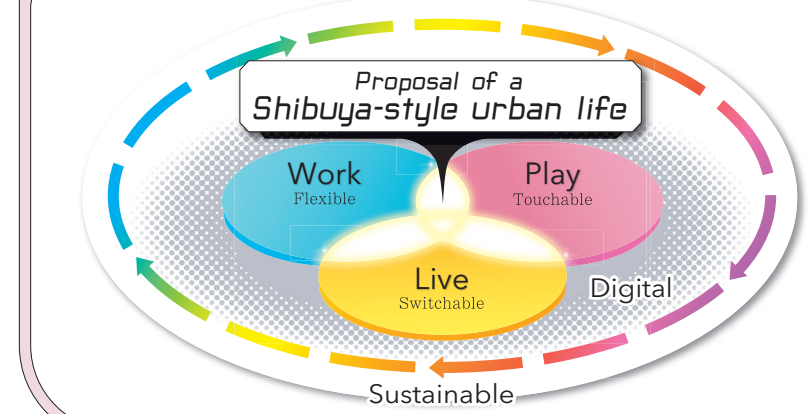 Proposal of a
Shibuya-style urban life
Work
Flexible
Play
Touchable
Live
Switchable
Digital
Sustainable